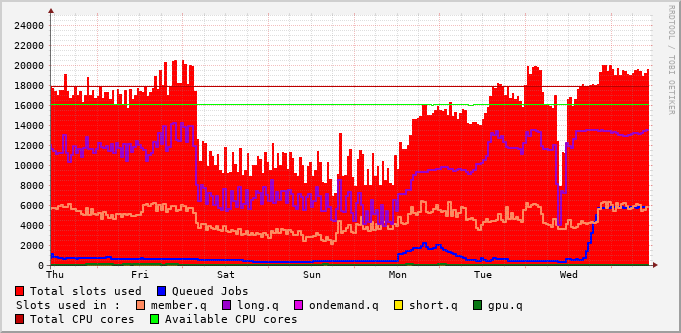 24000
22000
20000
18000
16000
14000
12000
10000
8000
6000
4000
2000
0
Thu Fri Sat Sun Mon Tue Wed
Total slots used Queued Jobs
Slots used in : member.q long.q ondemand.q short.q gpu.q
Total CPU cores Available CPU cores
RRDTOOL / TOBI OETIKER